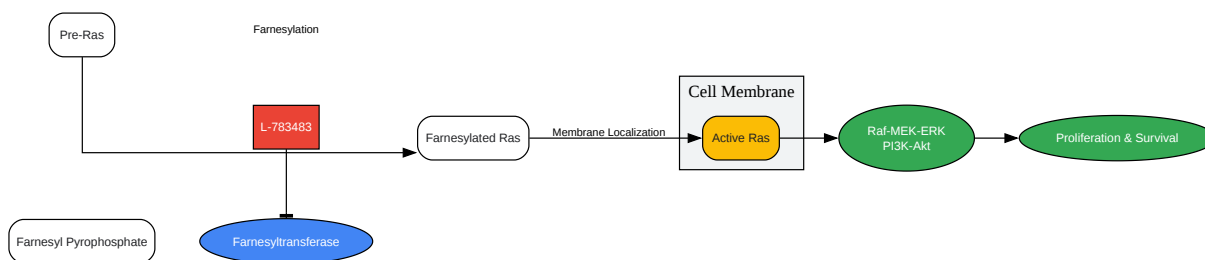 Farnesylation
Pre-Ras
Cell Membrane
L-783483
Farnesylated Ras
Membrane Localization
Active Ras
Raf-MEK-ERK
PI3K-Akt
Proliferation & Survival
Farnesyl Pyrophosphate
Farnesyltransferase